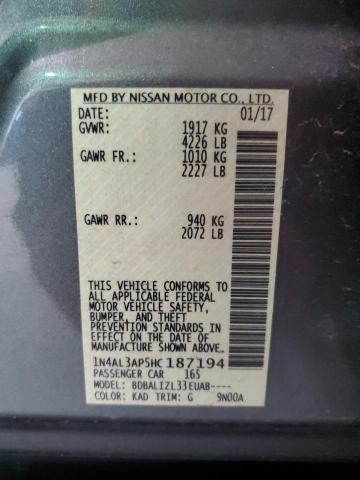 MFD BY NISSAN MOTOR CO., LTD.
DATE: 01/17
GVWR: 1917 KG
4226 LB
GAWR FR.: 1010 KG
2227 LB
GAWR RR.: 940 KG
2072 LB
THIS VEHICLE CONFORMS TO
ALL APPLICABLE FEDERAL
MOTOR VEHICLE SAFETY,
BUMPER, AND THEFT
PREVENTION STANDARDS IN
EFFECT ON THE DATE OF
MANUFACTURE SHOWN ABOVE.
1N4AL3AP5HC187194
PASSENGER CAR 165
MODEL: BDBALIZL33EUAB----
COLOR: KAD TRIM: G 9N00A